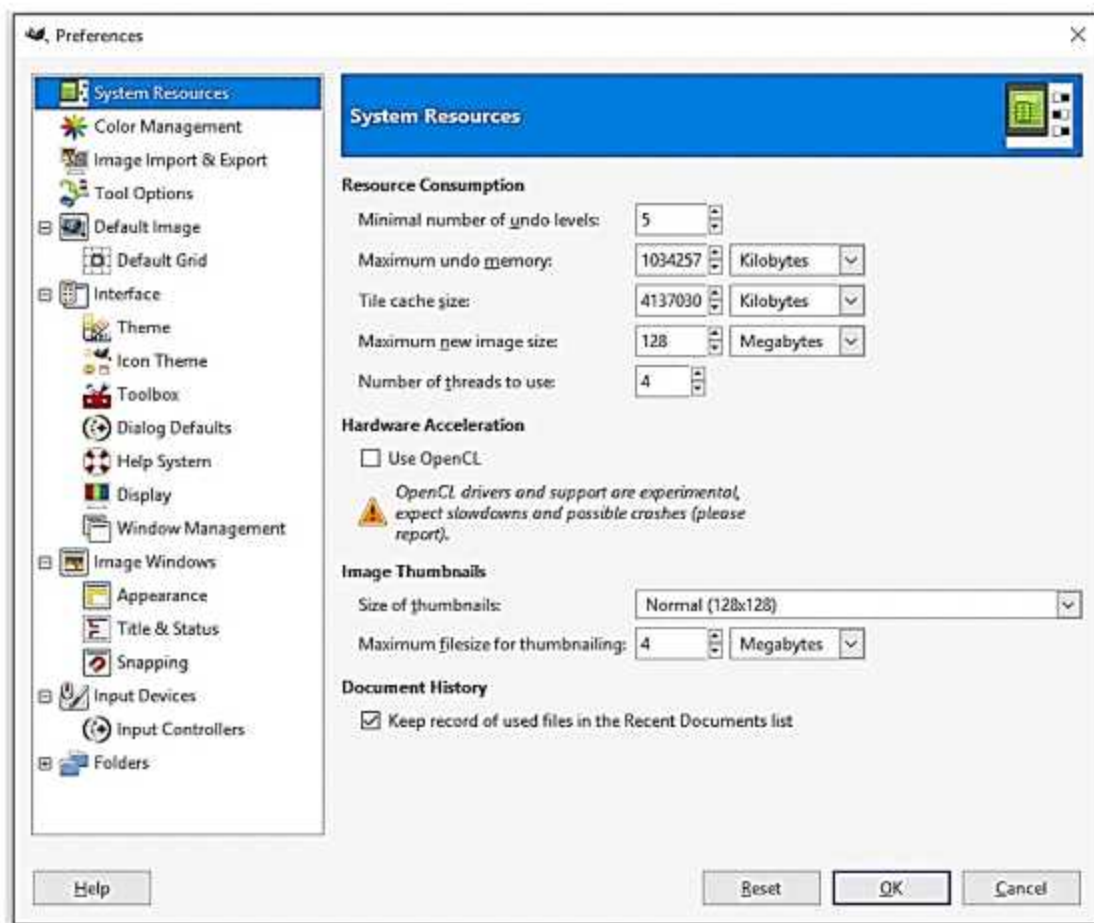 Preferences
System Resources
Color Management
Image Import & Export
Tool Options
Default Image
Default Grid
Interface
Theme
Icon Theme
Toolbox
Dialog Defaults
Help System
Display
Window Management
Image Windows
Appearance
Title & Status
Snapping
Input Devices
Input Controllers
Folders
System Resources
Resource Consumption
Minimal number of undo levels: 5
Maximum undo memory: 1034257 Kilobytes
Tile cache size: 4137030 Kilobytes
Maximum new image size: 128 Megabytes
Number of threads to use: 4
Hardware Acceleration
Use OpenCL
OpenCL drivers and support are experimental,
expect slowdowns and possible crashes (please
report).
Image Thumbnails
Size of thumbnails: Normal (128x128)
Maximum filesize for thumbnailing: 4 Megabytes
Document History
Keep record of used files in the Recent Documents list
Help Reset OK Cancel